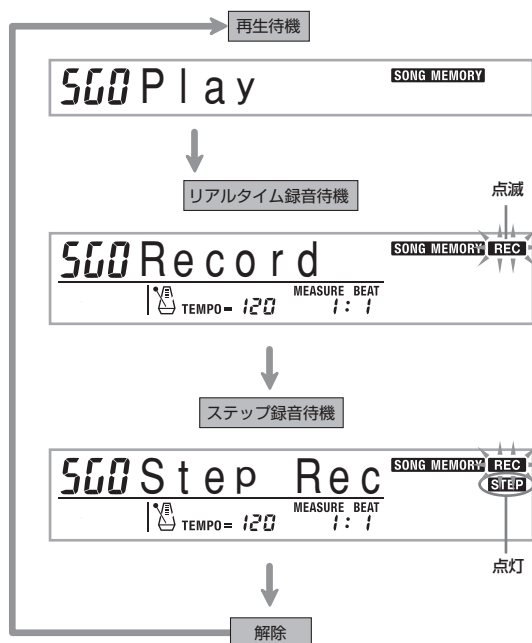 再生待機
SG0 Play SONG MEMORY
リアルタイム録音待機
点滅
SG0 Record SONG MEMORY REC
TEMPO= 120 MEASURE BEAT 1: 1
ステップ録音待機
SG0 Step Rec SONG MEMORY REC
STEP
TEMPO= 120 MEASURE BEAT 1: 1
点灯
解除